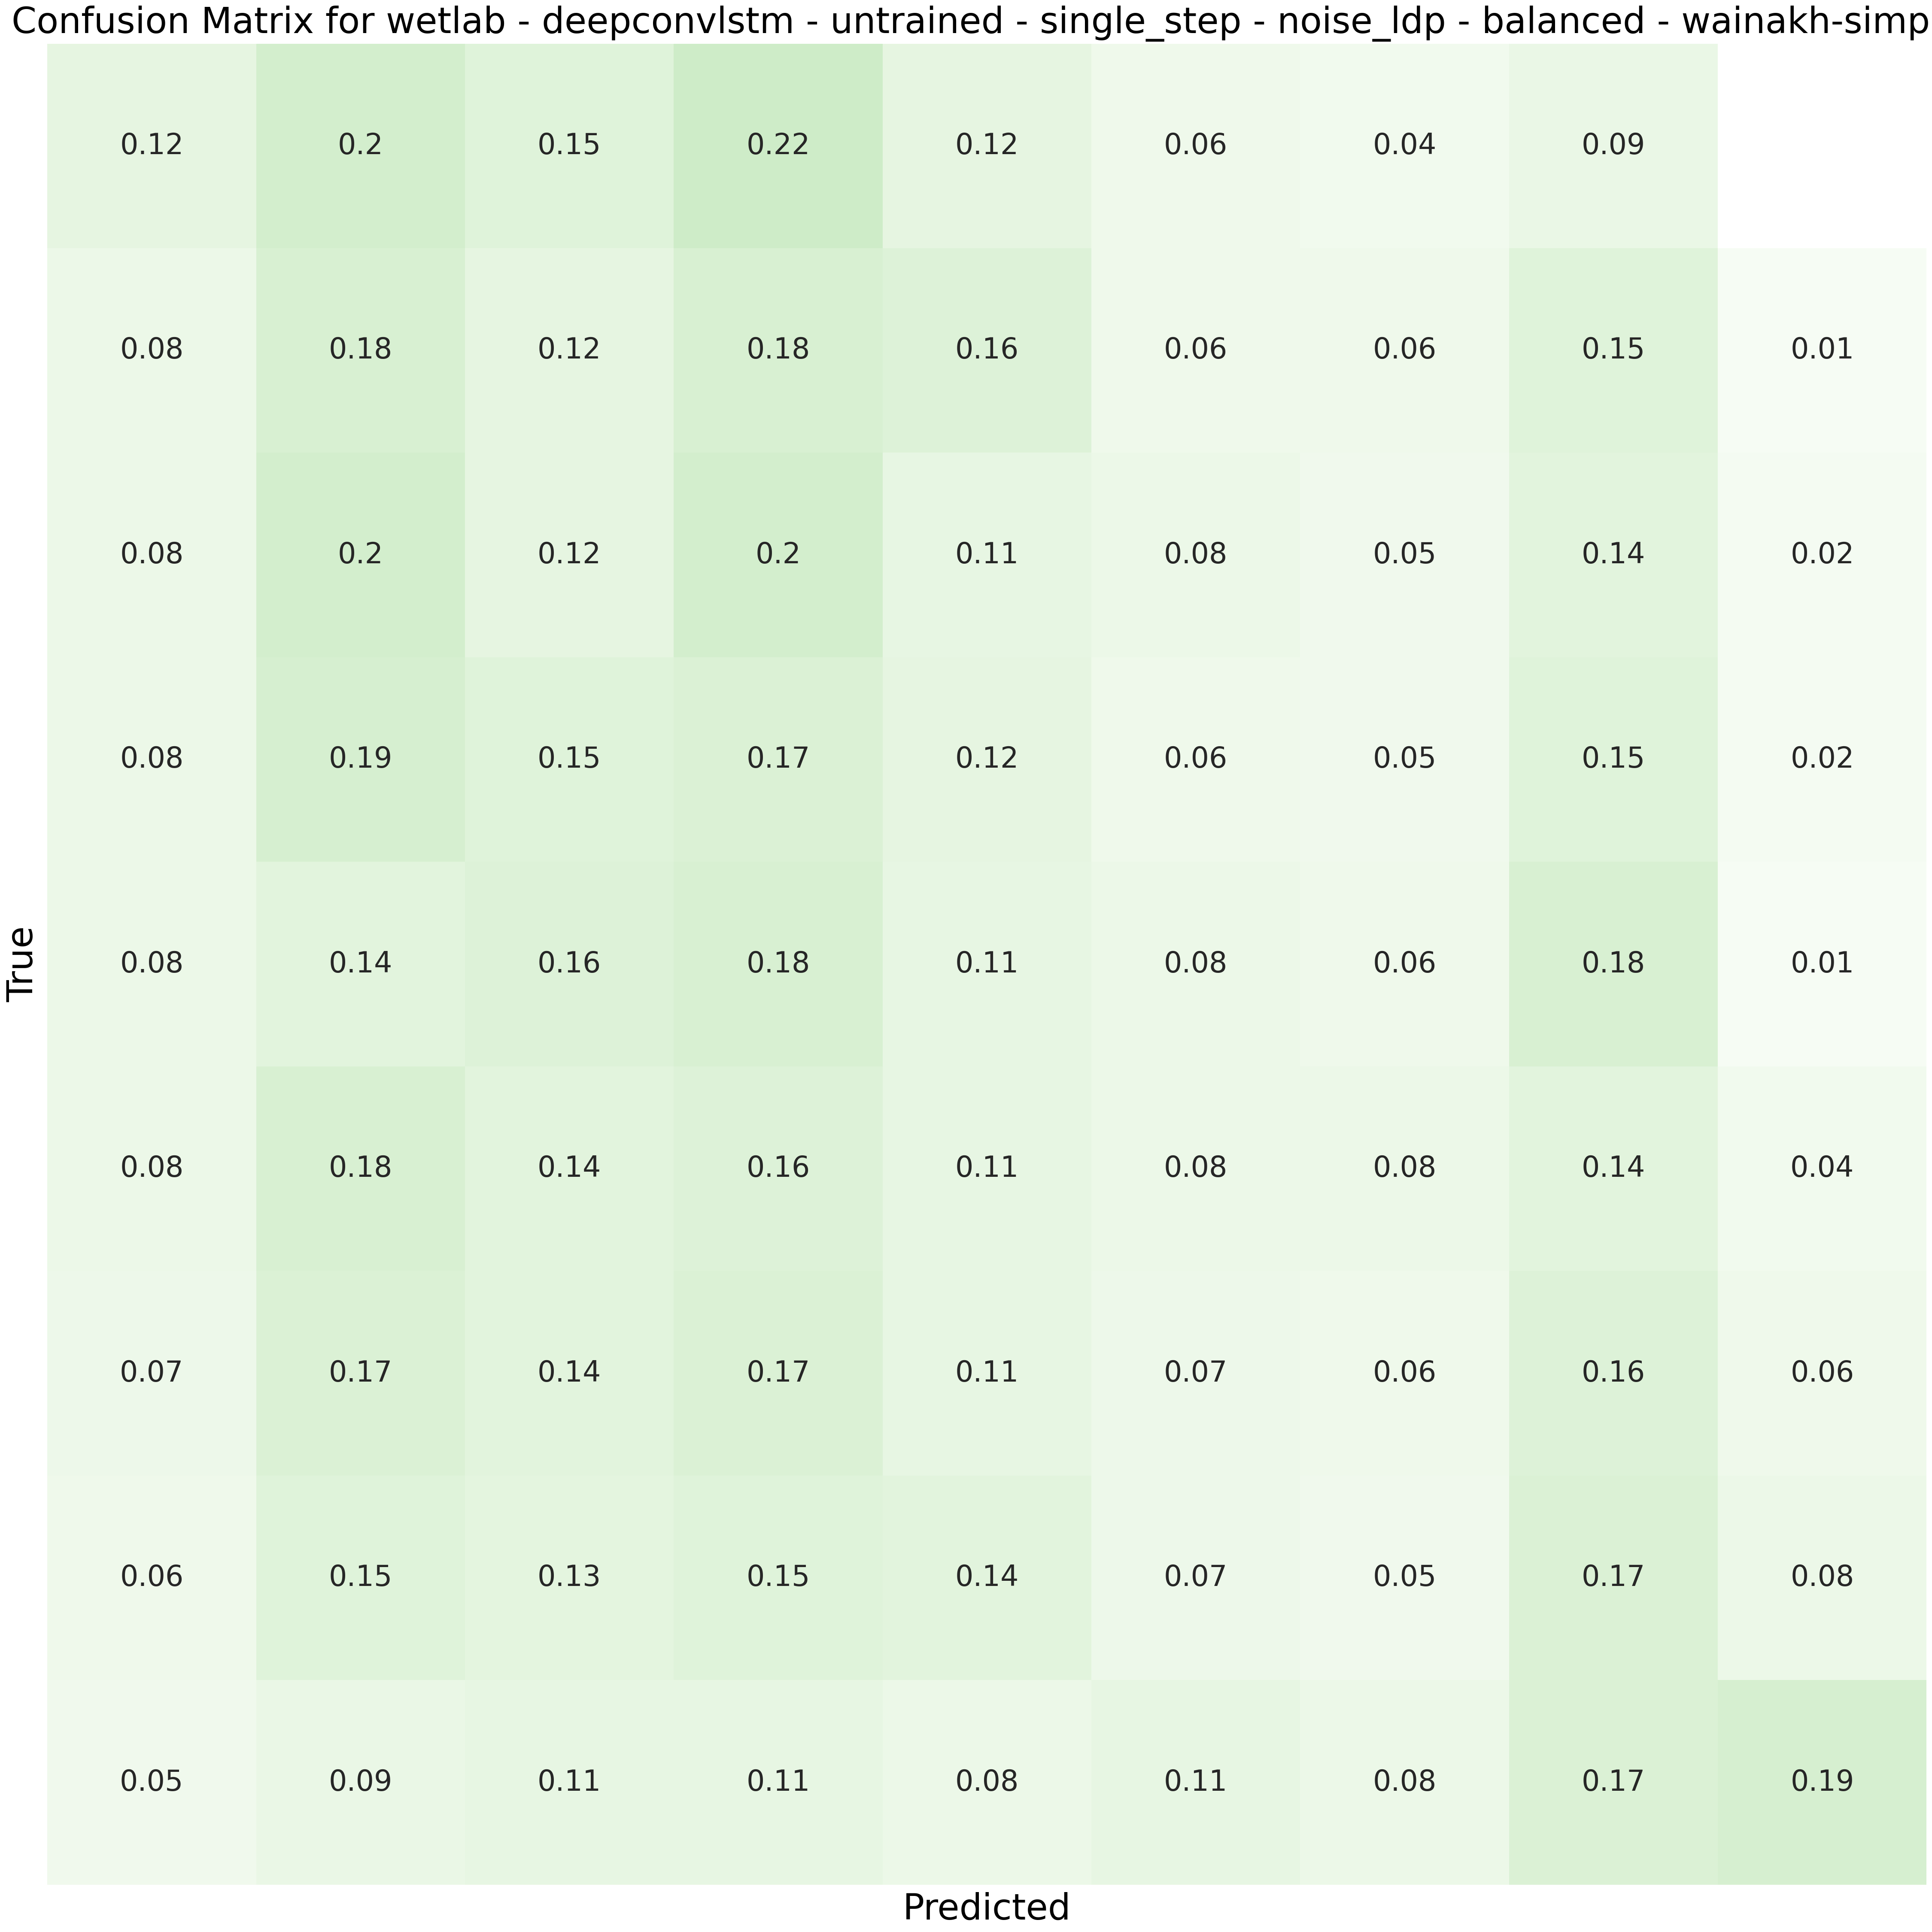 Confusion Matrix for wetlab - deepconvlstm - untrained - single_step - noise_ldp - balanced - wainakh-simp
0.12 0.2 0.15 0.22 0.12 0.06 0.04 0.09
0.08 0.18 0.12 0.18 0.16 0.06 0.06 0.15 0.01
0.08 0.2 0.12 0.2 0.11 0.08 0.05 0.14 0.02
0.08 0.19 0.15 0.17 0.12 0.06 0.05 0.15 0.02
True
0.08 0.14 0.16 0.18 0.11 0.08 0.06 0.18 0.01
0.08 0.18 0.14 0.16 0.11 0.08 0.08 0.14 0.04
0.07 0.17 0.14 0.17 0.11 0.07 0.06 0.16 0.06
0.06 0.15 0.13 0.15 0.14 0.07 0.05 0.17 0.08
0.05 0.09 0.11 0.11 0.08 0.11 0.08 0.17 0.19
Predicted